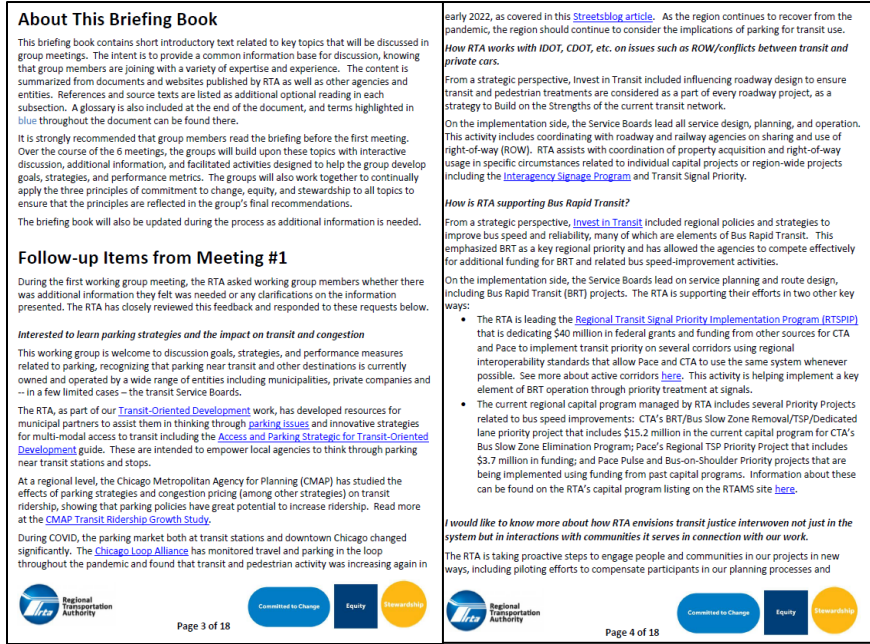 About This Briefing Book
This briefing book contains short introductory text related to key topics that will be discussed in
group meetings. The intent is to provide a common information base for discussion, knowing
that group members are joining with a variety of expertise and experience. The content is
summarized from documents and websites published by RTA as well as other agencies and
entities. References and source texts are listed as additional optional reading in each
subsection. A glossary is also included at the end of the document, and terms highlighted in
blue throughout the document can be found there.
It is strongly recommended that group members read the briefing before the first meeting.
Over the course of the 6 meetings, the groups will build upon these topics with interactive
discussion, additional information, and facilitated activities designed to help the group develop
goals, strategies, and performance metrics. The groups will also work together to continually
apply the three principles of commitment to change, equity, and stewardship to all topics to
ensure that the principles are reflected in the group's final recommendations.
The briefing book will also be updated during the process as additional information is needed.
Follow-up Items from Meeting #1
During the first working group meeting, the RTA asked working group members whether there
was additional information they felt was needed or any clarifications on the information
presented. The RTA has closely reviewed this feedback and responded to these requests below.
Interested to learn parking strategies and the impact on transit and congestion
This working group is welcome to discussion goals, strategies, and performance measures
related to parking, recognizing that parking near transit and other destinations is currently
owned and operated by a wide range of entities including municipalities, private companies and
-- in a few limited cases – the transit Service Boards.
The RTA, as part of our Transit-Oriented Development work, has developed resources for
municipal partners to assist them in thinking through parking issues and innovative strategies
for multi-modal access to transit including the Access and Parking Strategic for Transit-Oriented
Development guide. These are intended to empower local agencies to think through parking
near transit stations and stops.
At a regional level, the Chicago Metropolitan Agency for Planning (CMAP) has studied the
effects of parking strategies and congestion pricing (among other strategies) on transit
ridership, showing that parking policies have great potential to increase ridership. Read more
at the CMAP Transit Ridership Growth Study.
During COVID, the parking market both at transit stations and downtown Chicago changed
significantly. The Chicago Loop Alliance has monitored travel and parking in the loop
throughout the pandemic and found that transit and pedestrian activity was increasing again in
Regional
Transportation
Authority
Committed to Change
Equity
Stewardship
Page 3 of 18
early 2022, as covered in this Streetsblog article. As the region continues to recover from the
pandemic, the region should continue to consider the implications of parking for transit use.
How RTA works with IDOT, CDOT, etc. on issues such as ROW/conflicts between transit and
private cars.
From a strategic perspective, Invest in Transit included influencing roadway design to ensure
transit and pedestrian treatments are considered as a part of every roadway project, as a
strategy to Build on the Strengths of the current transit network.
On the implementation side, the Service Boards lead all service design, planning, and operation.
This activity includes coordinating with roadway and railway agencies on sharing and use of
right-of-way (ROW). RTA assists with coordination of property acquisition and right-of-way
usage in specific circumstances related to individual capital projects or region-wide projects
including the Interagency Signage Program and Transit Signal Priority.
How is RTA supporting Bus Rapid Transit?
From a strategic perspective, Invest in Transit included regional policies and strategies to
improve bus speed and reliability, many of which are elements of Bus Rapid Transit. This
emphasized BRT as a key regional priority and has allowed the agencies to compete effectively
for additional funding for BRT and related bus speed-improvement activities.
On the implementation side, the Service Boards lead on service planning and route design,
including Bus Rapid Transit (BRT) projects. The RTA is supporting their efforts in two other key
ways:
• The RTA is leading the Regional Transit Signal Priority Implementation Program (RTSPIP)
that is dedicating $40 million in federal grants and funding from other sources for CTA
and Pace to implement transit priority on several corridors using regional
interoperability standards that allow Pace and CTA to use the same system whenever
possible. See more about active corridors here. This activity is helping implement a key
element of BRT operation through priority treatment at signals.
• The current regional capital program managed by RTA includes several Priority Projects
related to bus speed improvements: CTA's BRT/Bus Slow Zone Removal/TSP/Dedicated
lane priority project that includes $15.2 million in the current capital program for CTA's
Bus Slow Zone Elimination Program; Pace's Regional TSP Priority Project that includes
$3.7 million in funding; and Pace Pulse and Bus-on-Shoulder Priority projects that are
being implemented using funding from past capital programs. Information about these
can be found on the RTA's capital program listing on the RTAMS site here.
I would like to know more about how RTA envisions transit justice interwoven not just in the
system but in interactions with communities it serves in connection with our work.
The RTA is taking proactive steps to engage people and communities in our projects in new
ways, including piloting efforts to compensate participants in our planning processes and
Regional
Transportation
Authority
Committed to Change
Equity
Stewardship
Page 4 of 18